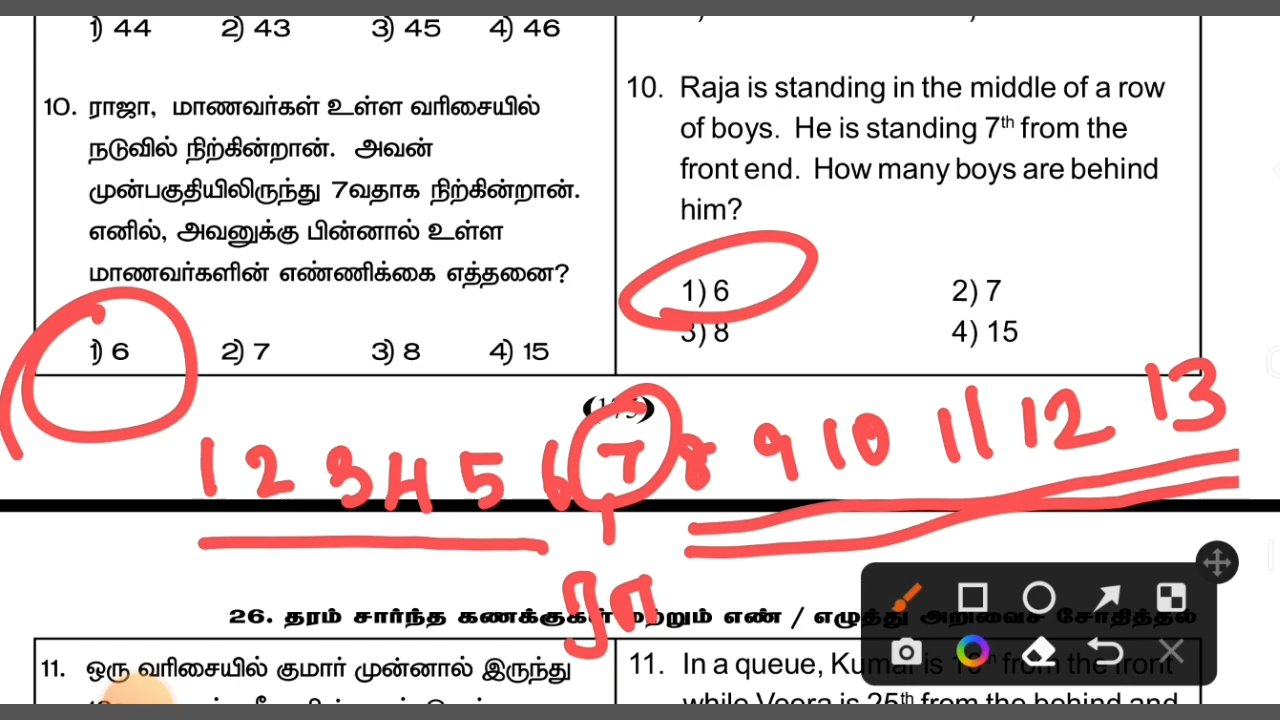 1) 44 2) 43 3) 45 4) 46
10. ராஜா, மாணவர்கள் உள்ள வரிசையில்
நடுவில் நிற்கின்றான். அவன்
முன்பகுதியிலிருந்து 7வதாக நிற்கின்றான்.
எனில், அவனுக்கு பின்னால் உள்ள
மாணவர்களின் எண்ணிக்கை எத்தனை?
1) 6 2) 7 3) 8 4) 15
10. Raja is standing in the middle of a row
of boys. He is standing 7th from the
front end. How many boys are behind
him?
1) 6 2) 7
3) 8 4) 15
1 2 3 4 5 6 7 8 9 10 11 12 13
ரா
26. தரம் சார்ந்த கணக்குகள் மற்றும் எண் / எழுத்து அறிவைச் சோதித்தல்
11. ஒரு வரிசையில் குமார் முன்னால் இருந்து
11. In a queue, Kumar is from the front
while Veera is 25th from the behind and